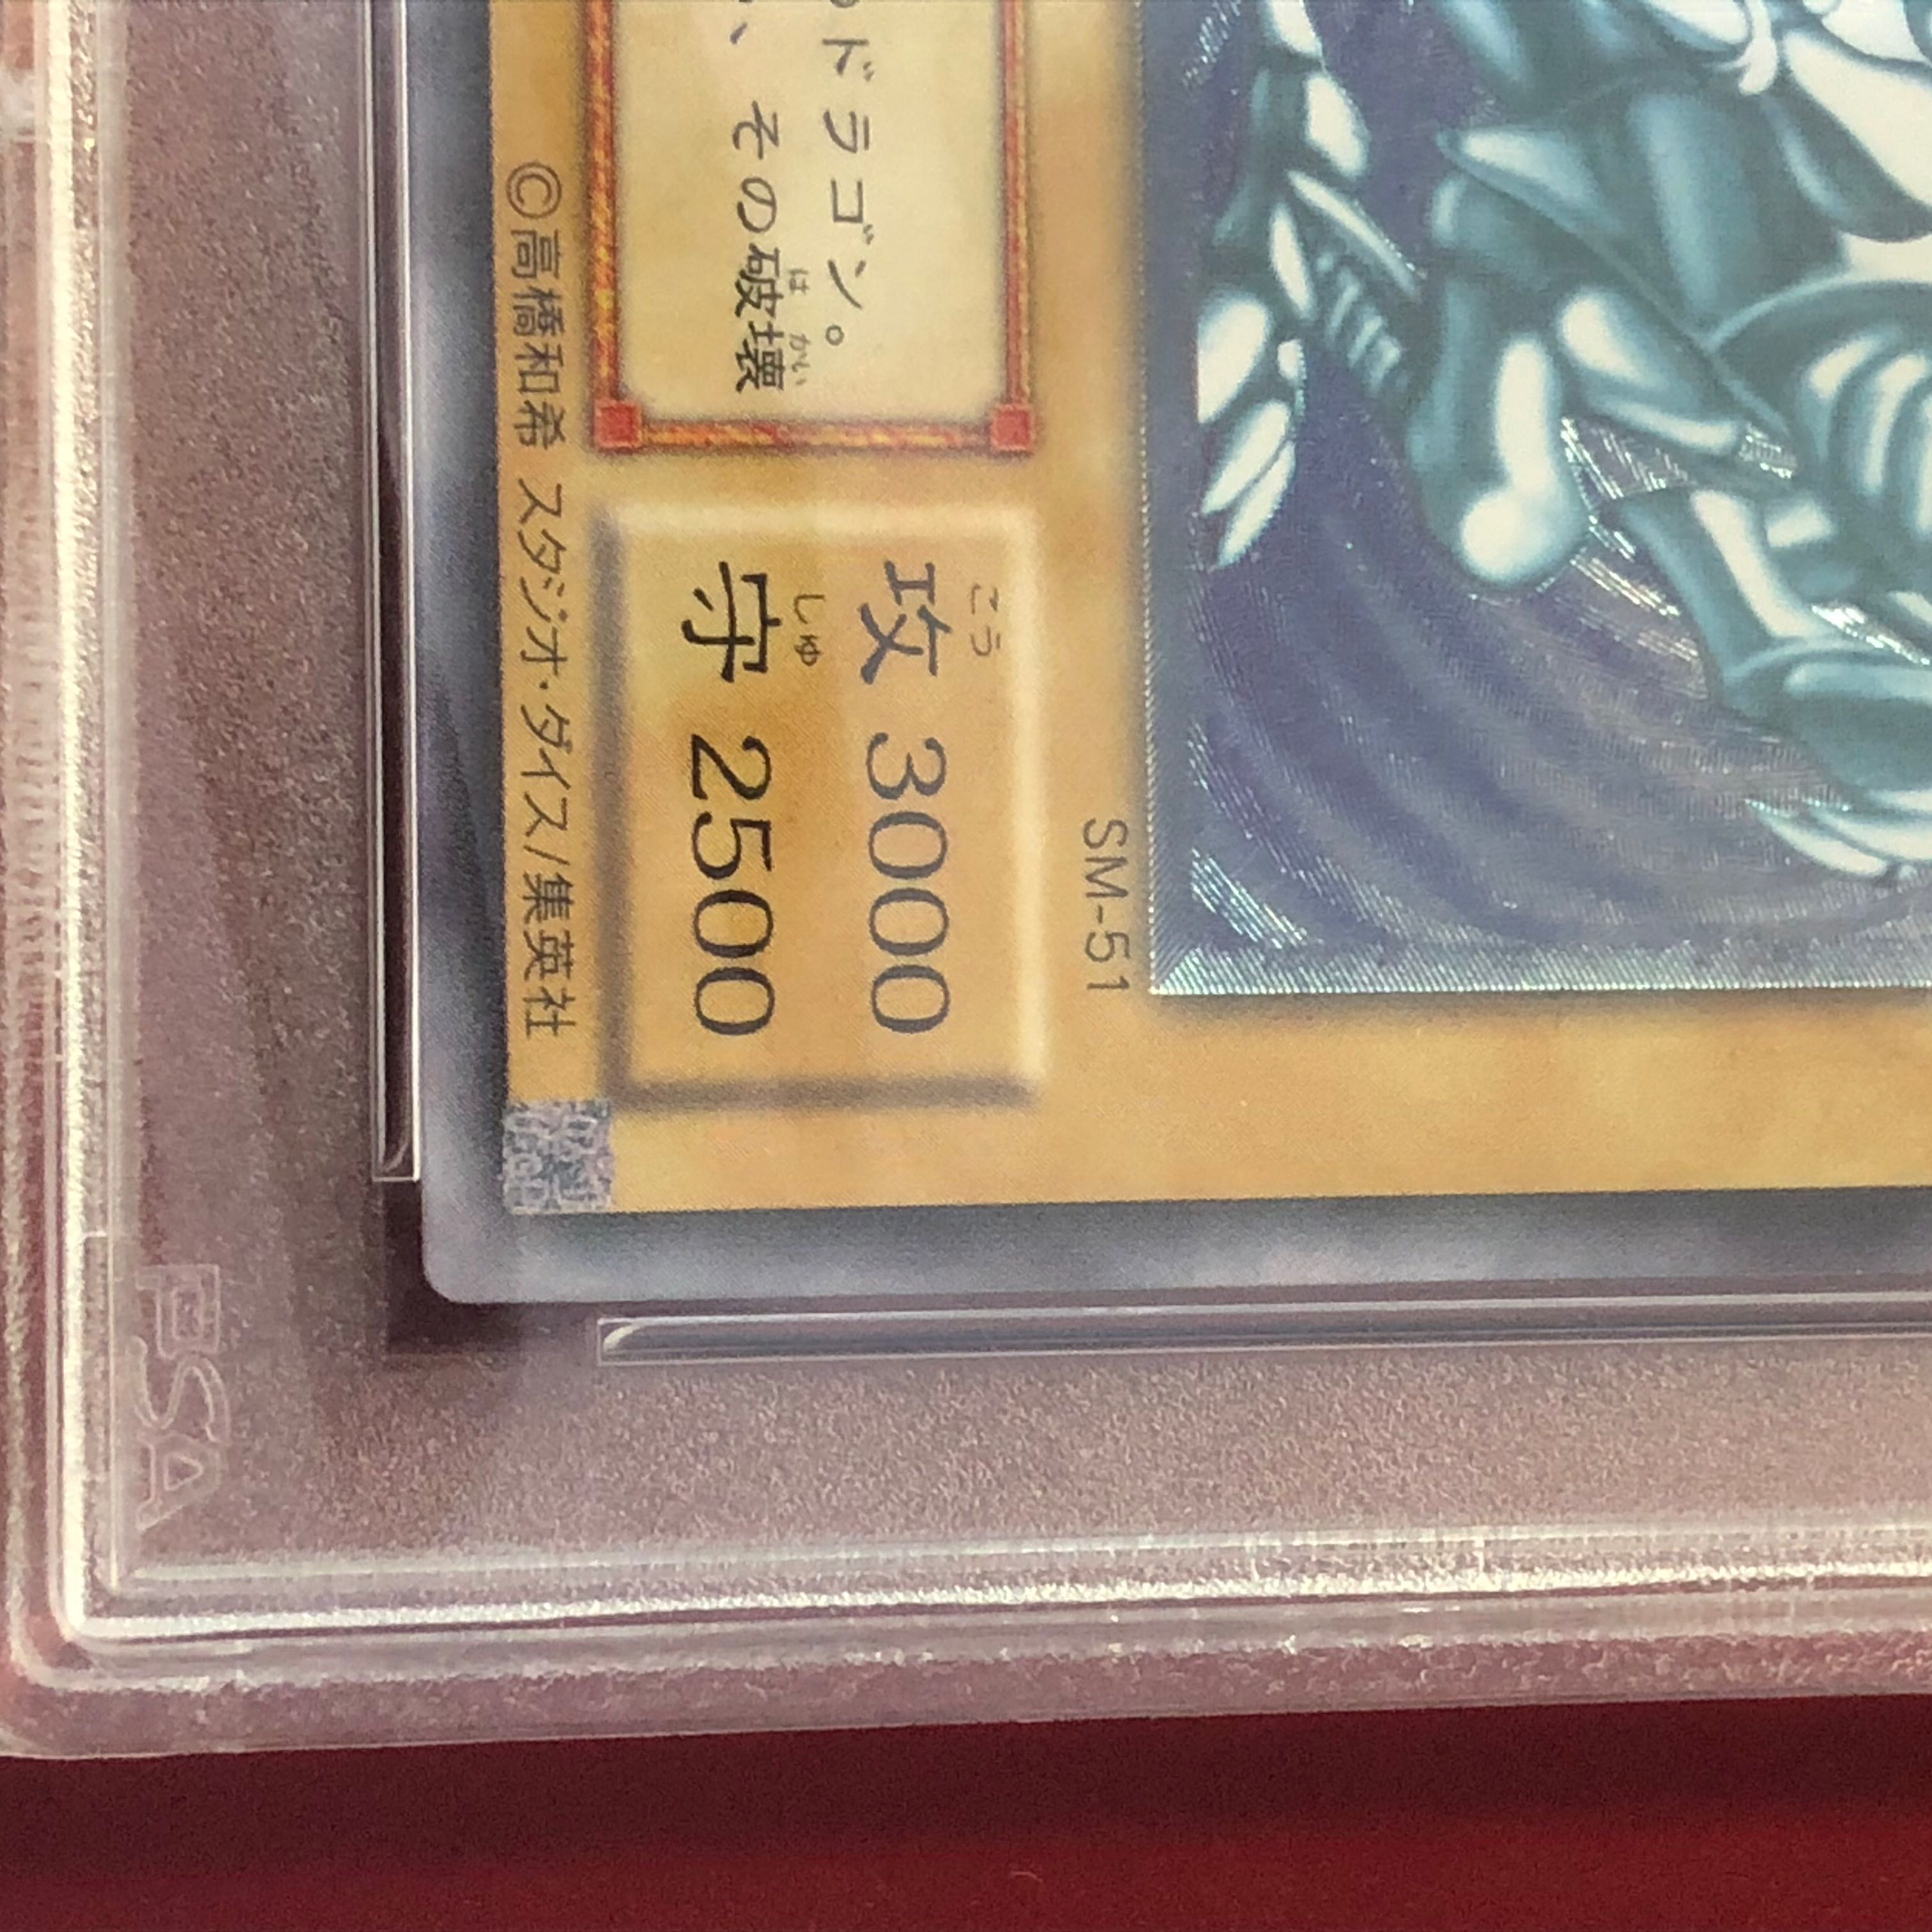 SM-51
ドラゴン。
はかい
、その破壊
こう
攻 3000
しゅ
守 2500
©高橋和希 スタジオ・ダイス/集英社
PSA